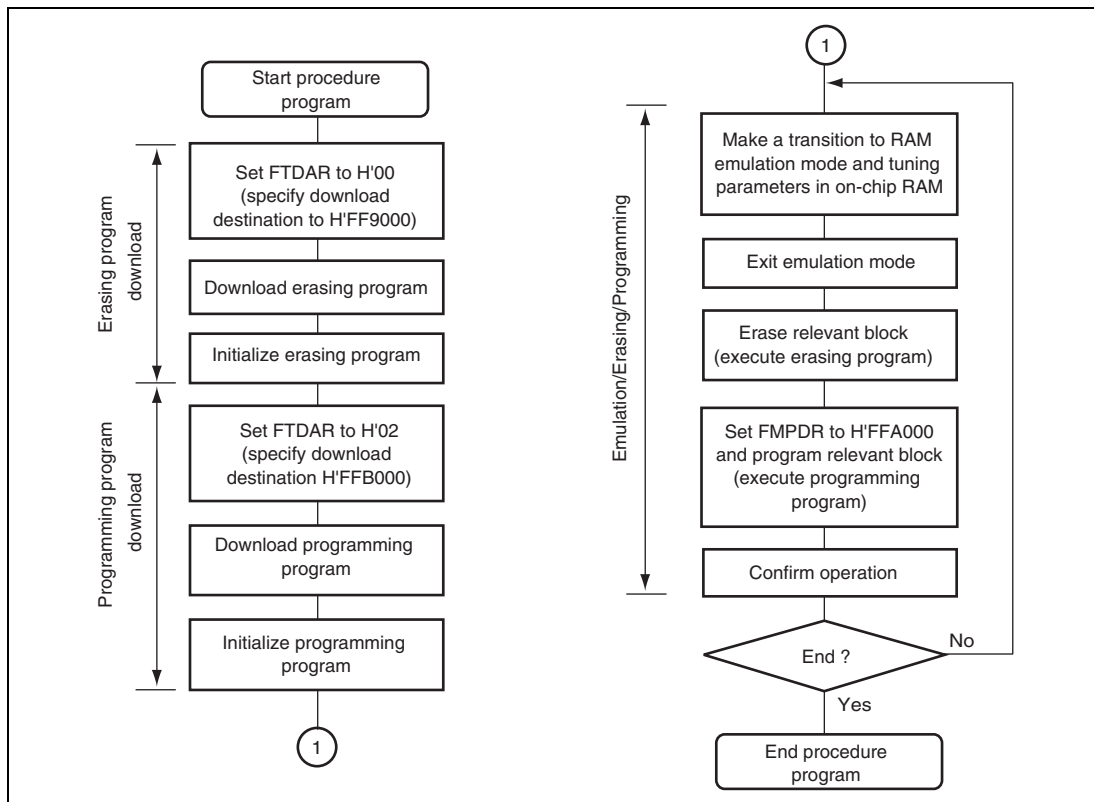 Start procedure
program
Erasing program
download
Set FTDAR to H'00
(specify download
destination to H'FF9000)
Download erasing program
Initialize erasing program
Programming program
download
Set FTDAR to H'02
(specify download
destination H'FFB000)
Download programming
program
Initialize programming
program
1
1
Emulation/Erasing/Programming
Make a transition to RAM
emulation mode and tuning
parameters in on-chip RAM
Exit emulation mode
Erase relevant block
(execute erasing program)
Set FMPDR to H'FFA000
and program relevant block
(execute programming
program)
Confirm operation
End ?
No
Yes
End procedure
program